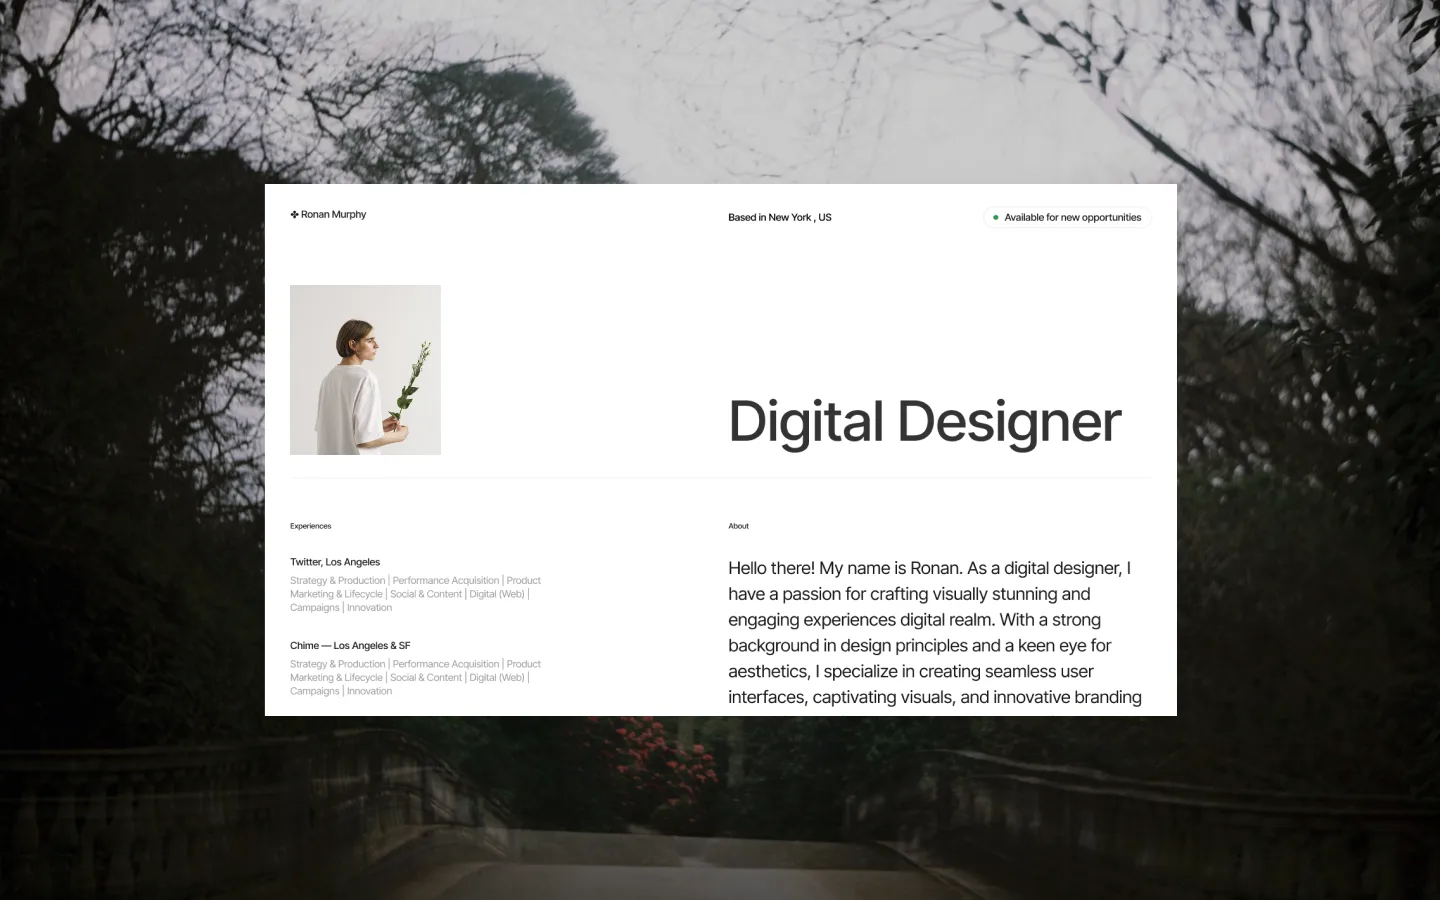 ✤ Ronan Murphy
Based in New York , US
Available for new opportunities
Digital Designer
Experiences
Twitter, Los Angeles
Strategy & Production | Performance Acquisition | Product
Marketing & Lifecycle | Social & Content | Digital (Web) |
Campaigns | Innovation
Chime — Los Angeles & SF
Strategy & Production | Performance Acquisition | Product
Marketing & Lifecycle | Social & Content | Digital (Web) |
Campaigns | Innovation
About
Hello there! My name is Ronan. As a digital designer, I
have a passion for crafting visually stunning and
engaging experiences digital realm. With a strong
background in design principles and a keen eye for
aesthetics, I specialize in creating seamless user
interfaces, captivating visuals, and innovative branding